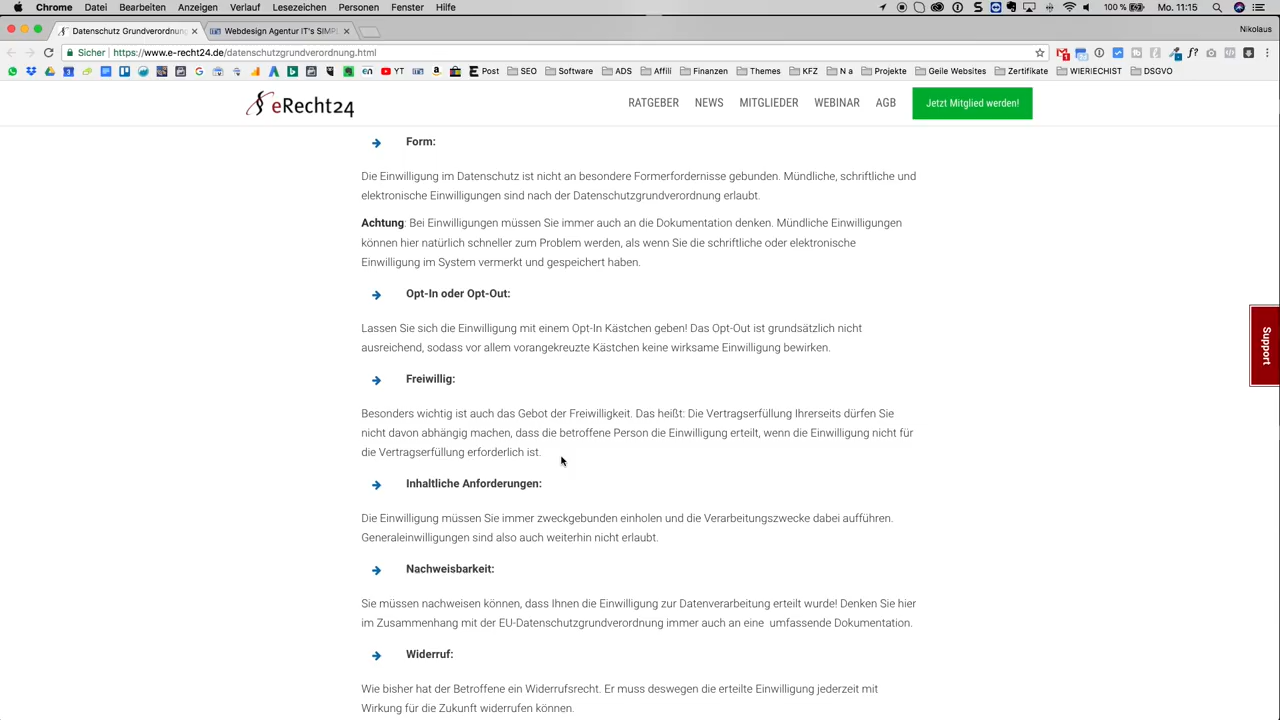 Chrome Datei Bearbeiten Anzeigen Verlauf Lesezeichen Personen Fenster Hilfe 100 % Mo. 11:15
Datenschutz Grundverordnung Webdesign Agentur IT's SIMP Nikolaus
Sicher https://www.e-recht24.de/datenschutzgrundverordnung.html
YT Post SEO Software ADS Affili Finanzen Themes KFZ N a Projekte Geile Websites Zertifikate WIERIECHIST DSGVO
eRecht24 RATGEBER NEWS MITGLIEDER WEBINAR AGB Jetzt Mitglied werden!
Form:
Die Einwilligung im Datenschutz ist nicht an besondere Formerfordernisse gebunden. Mündliche, schriftliche und
elektronische Einwilligungen sind nach der Datenschutzgrundverordnung erlaubt.
Achtung: Bei Einwilligungen müssen Sie immer auch an die Dokumentation denken. Mündliche Einwilligungen
können hier natürlich schneller zum Problem werden, als wenn Sie die schriftliche oder elektronische
Einwilligung im System vermerkt und gespeichert haben.
Opt-In oder Opt-Out:
Lassen Sie sich die Einwilligung mit einem Opt-In Kästchen geben! Das Opt-Out ist grundsätzlich nicht
ausreichend, sodass vor allem vorangekreuzte Kästchen keine wirksame Einwilligung bewirken.
Support
Freiwillig:
Besonders wichtig ist auch das Gebot der Freiwilligkeit. Das heißt: Die Vertragserfüllung Ihrerseits dürfen Sie
nicht davon abhängig machen, dass die betroffene Person die Einwilligung erteilt, wenn die Einwilligung nicht für
die Vertragserfüllung erforderlich ist.
Inhaltliche Anforderungen:
Die Einwilligung müssen Sie immer zweckgebunden einholen und die Verarbeitungszwecke dabei aufführen.
Generaleinwilligungen sind also auch weiterhin nicht erlaubt.
Nachweisbarkeit:
Sie müssen nachweisen können, dass Ihnen die Einwilligung zur Datenverarbeitung erteilt wurde! Denken Sie hier
im Zusammenhang mit der EU-Datenschutzgrundverordnung immer auch an eine umfassende Dokumentation.
Widerruf:
Wie bisher hat der Betroffene ein Widerrufsrecht. Er muss deswegen die erteilte Einwilligung jederzeit mit
Wirkung für die Zukunft widerrufen können.